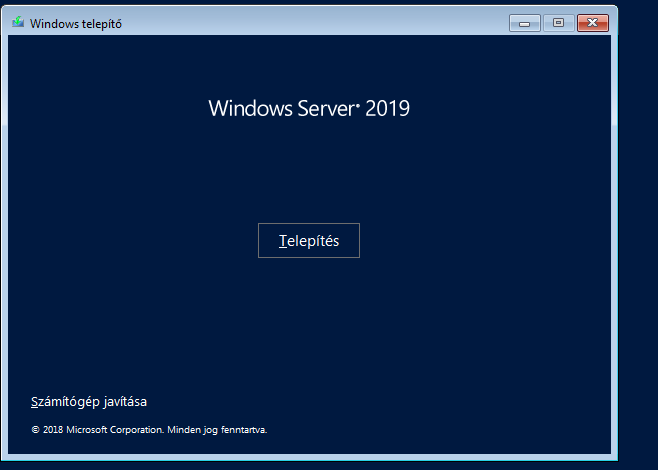 Windows telepítő
Windows Server® 2019
Telepítés
Számítógép javítása
© 2018 Microsoft Corporation. Minden jog fenntartva.